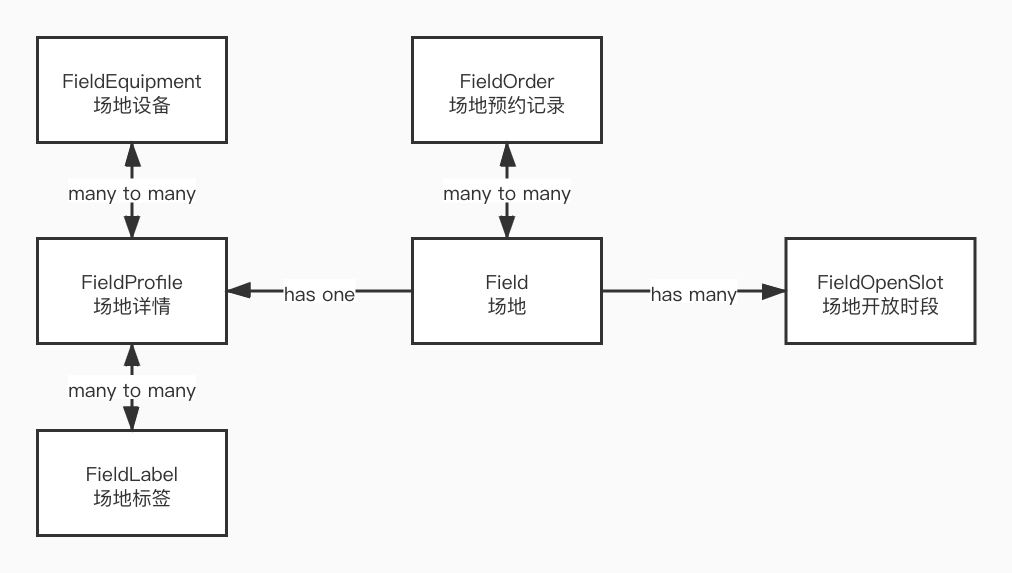 FieldEquipment
场地设备
FieldOrder
场地预约记录
many to many
many to many
FieldProfile
场地详情
has one
Field
场地
has many
FieldOpenSlot
场地开放时段
many to many
FieldLabel
场地标签